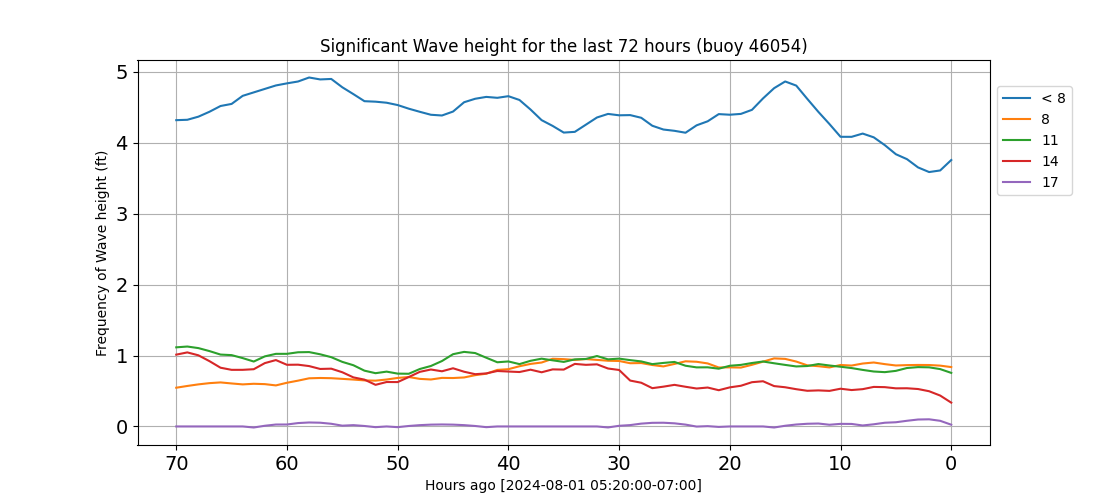 Significant Wave height for the last 72 hours (buoy 46054)
Frequency of Wave height (ft)
5
4
3
2
1
0
70 60 50 40 30 20 10 0
Hours ago [2024-08-01 05:20:00-07:00]
< 8
8
11
14
17